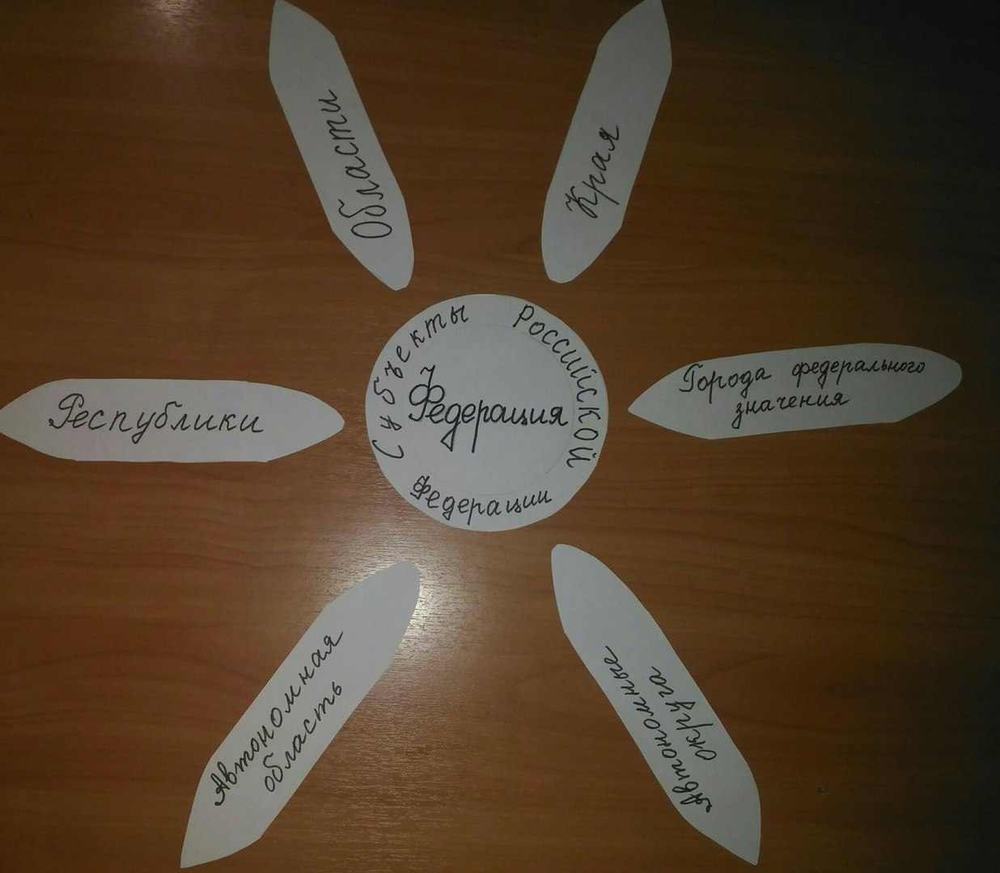 Области
Края
Субъекты Российской Федерации
Федерация
Республики
Города федерального
значения
Автономная
область
Автономные
округа